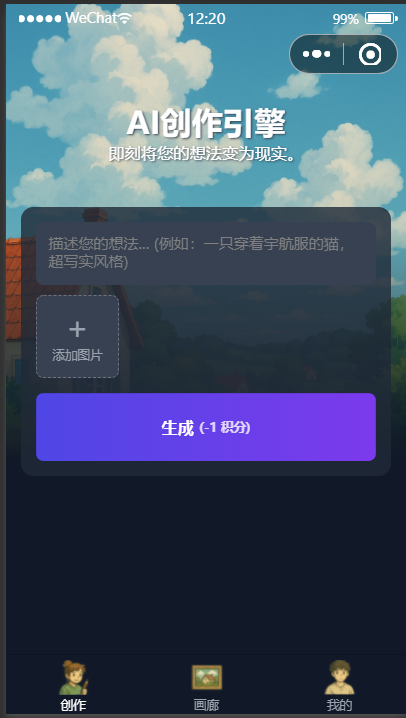 WeChat
12:20
99%
AI创作引擎
即刻将您的想法变为现实。
描述您的想法... (例如：一只穿着宇航服的猫，
超写实风格)
+
添加图片
生成 (-1 积分)
创作
画廊
我的